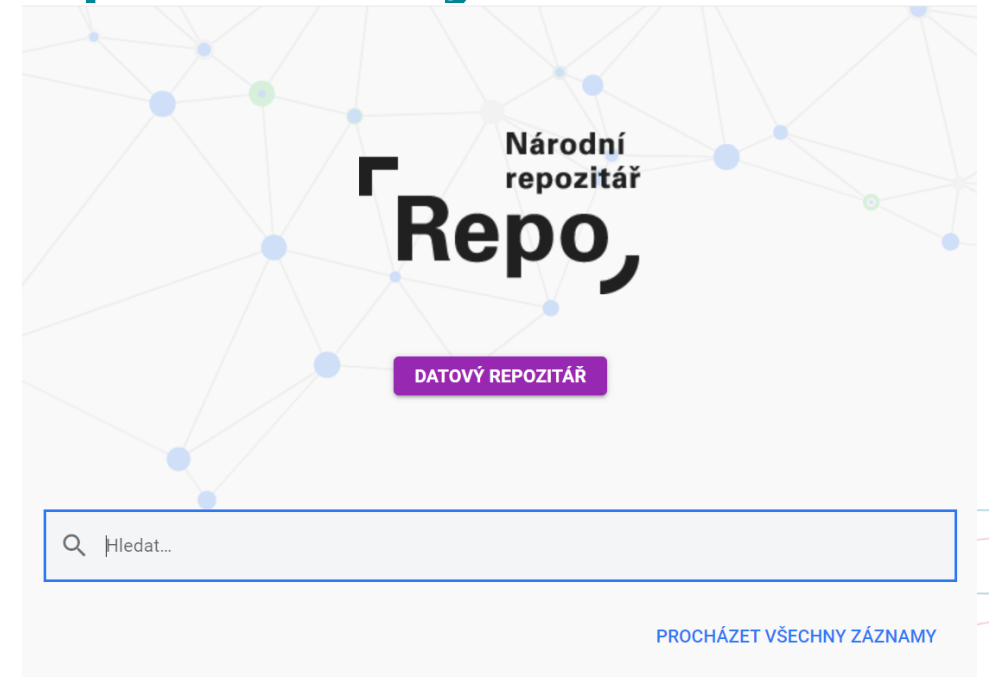 Národní
repozitář
Repo
DATOVÝ REPOZITÁŘ
Hledat...
PROCHÁZET VŠECHNY ZÁZNAMY